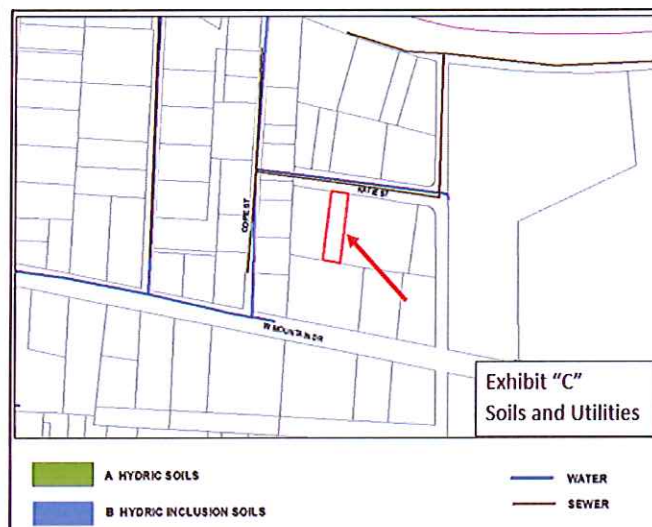 KATIE ST
COPE ST
W MOUNTAIN DR
Exhibit "C"
Soils and Utilities
A HYDRIC SOILS
WATER
B HYDRIC INCLUSION SOILS
SEWER